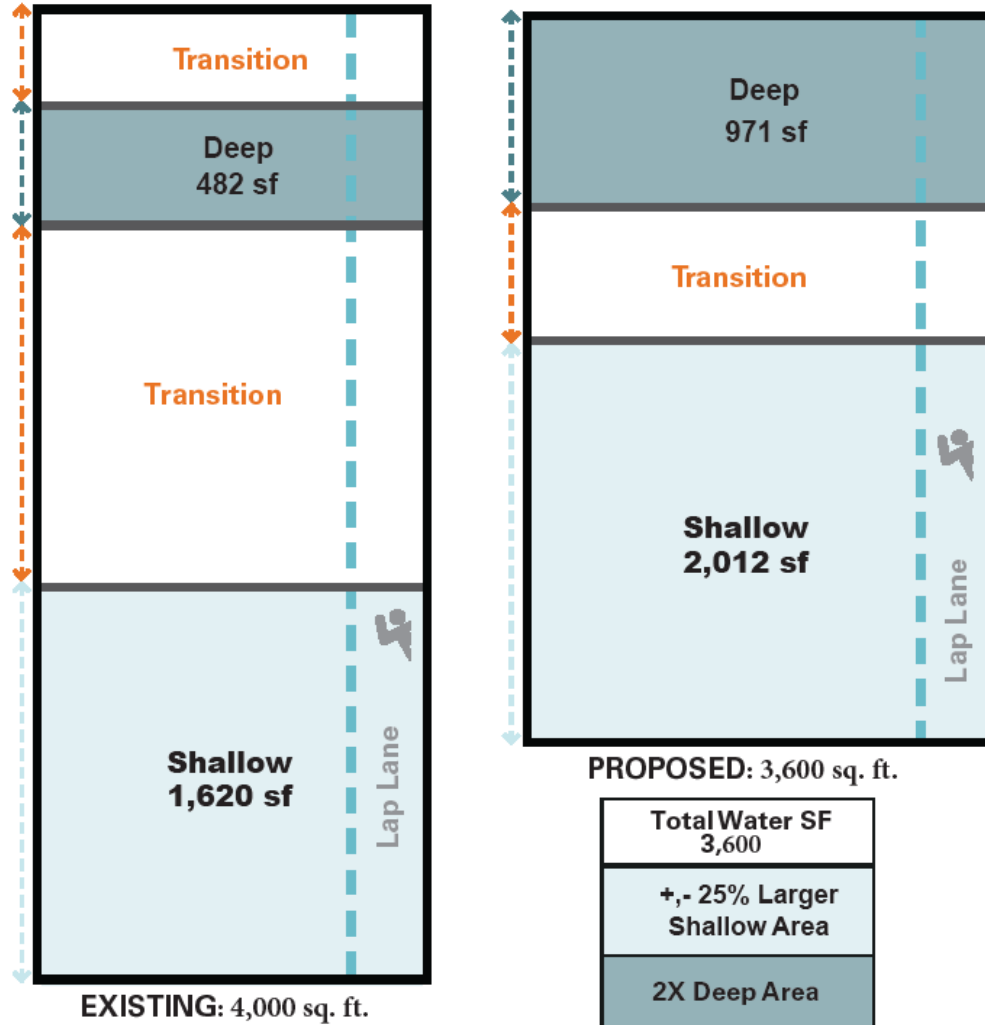 Transition
Deep
482 sf
Transition
Shallow
1,620 sf
Lap Lane
EXISTING: 4,000 sq. ft.
Deep
971 sf
Transition
Shallow
2,012 sf
Lap Lane
PROPOSED: 3,600 sq. ft.
Total Water SF
3,600
+,- 25% Larger
Shallow Area
2X Deep Area